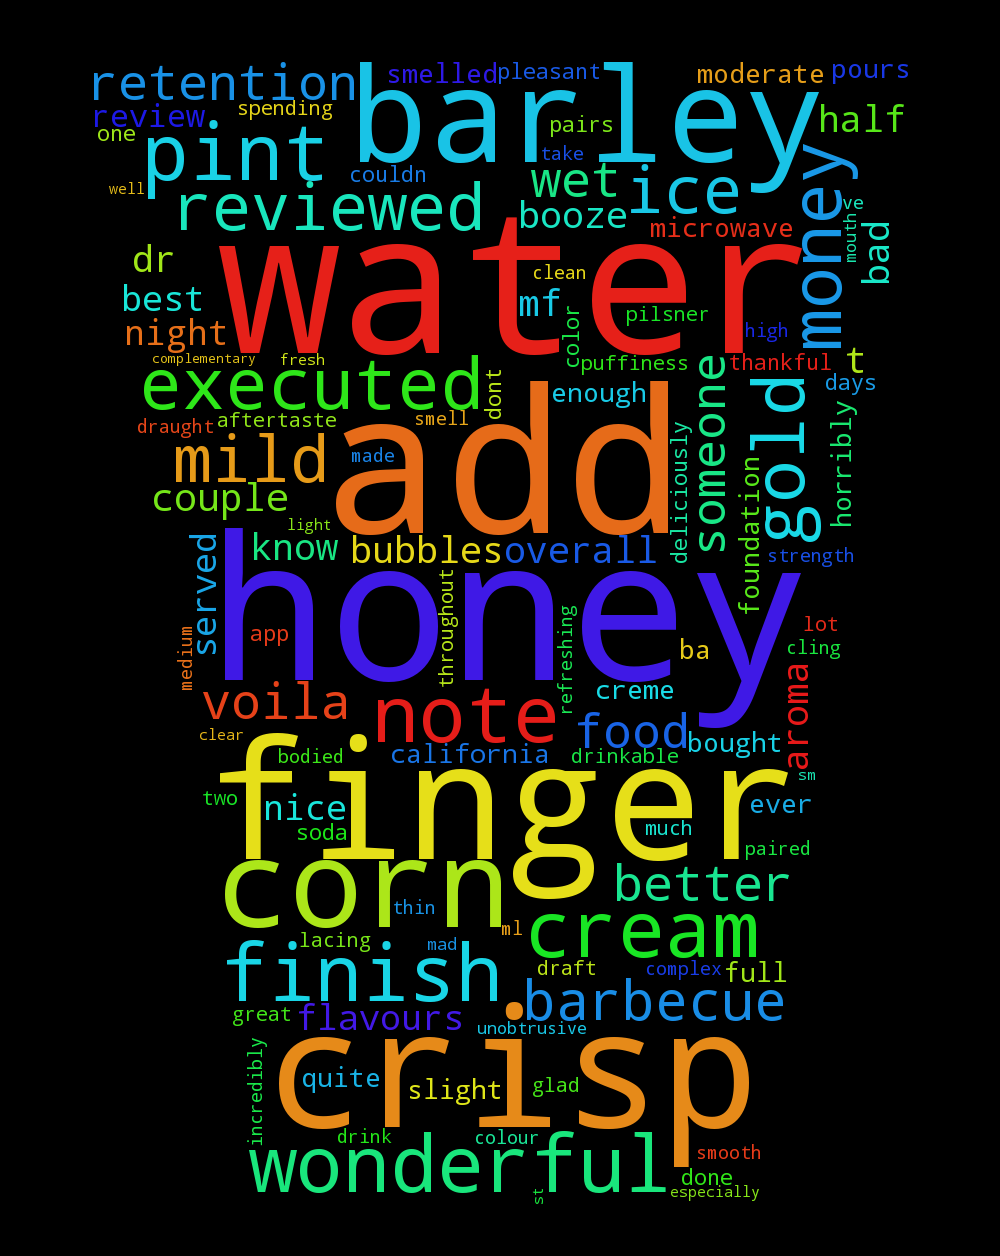 retention
smelled
pleasant
moderate
pours
barley
review
spending
half
one
pint
pairs
couldn
take
money
well
wet
ice
reviewed
booze
ve
mouth
bad
microwave
water
dr
clean
best
mf
color
pilsner
night
high
complementary
fresh
puffiness
thankful
t
executed
dont
enough
someone
gold
days
draught
aftertaste
smell
add
deliciously
horribly
mild
made
foundation
couple
light
know
bubbles
overall
strength
served
honey
throughout
refreshing
medium
app
ba
lot
cling
creme
aroma
voila
note
food
clear
california
bought
bodied
drinkable
finger
sm
two
nice
ever
soda
much
paired
corn
better
thin
cream
ml
lacing
mad
finish
draft
complex
full
barbecue
great
flavours
unobtrusive
crisp
incredibly
quite
slight
glad
drink
colour
wonderful
smooth
done
st
especially